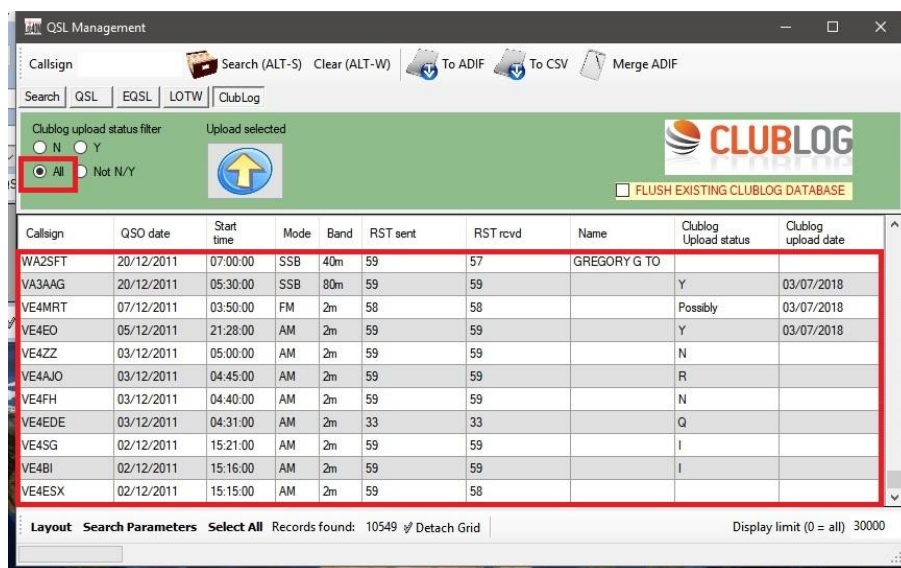 QSL Management
Callsign Search (ALT-S) Clear (ALT-W) To ADIF To CSV Merge ADIF
Search QSL EQSL LOTW ClubLog
Clublog upload status filter Upload selected
N Y
All Not N/Y
CLUBLOG
FLUSH EXISTING CLUBLOG DATABASE
Callsign QSO date Start time Mode Band RST sent RST rcvd Name Clublog Upload status Clublog upload date
WA2SFT 20/12/2011 07:00:00 SSB 40m 59 57 GREGORY G TO
VA3AAG 20/12/2011 05:30:00 SSB 80m 59 59 Y 03/07/2018
VE4MRT 07/12/2011 03:50:00 FM 2m 58 58 Possibly 03/07/2018
VE4EO 05/12/2011 21:28:00 AM 2m 59 59 Y 03/07/2018
VE4ZZ 03/12/2011 05:00:00 AM 2m 59 59 N
VE4AJO 03/12/2011 04:45:00 AM 2m 59 59 R
VE4FH 03/12/2011 04:40:00 AM 2m 59 59 N
VE4EDE 03/12/2011 04:31:00 AM 2m 33 33 Q
VE4SG 02/12/2011 15:21:00 AM 2m 59 59 I
VE4BI 02/12/2011 15:16:00 AM 2m 59 59 I
VE4ESX 02/12/2011 15:15:00 AM 2m 59 58
Layout Search Parameters Select All Records found: 10549 Detach Grid Display limit (0 = all) 30000